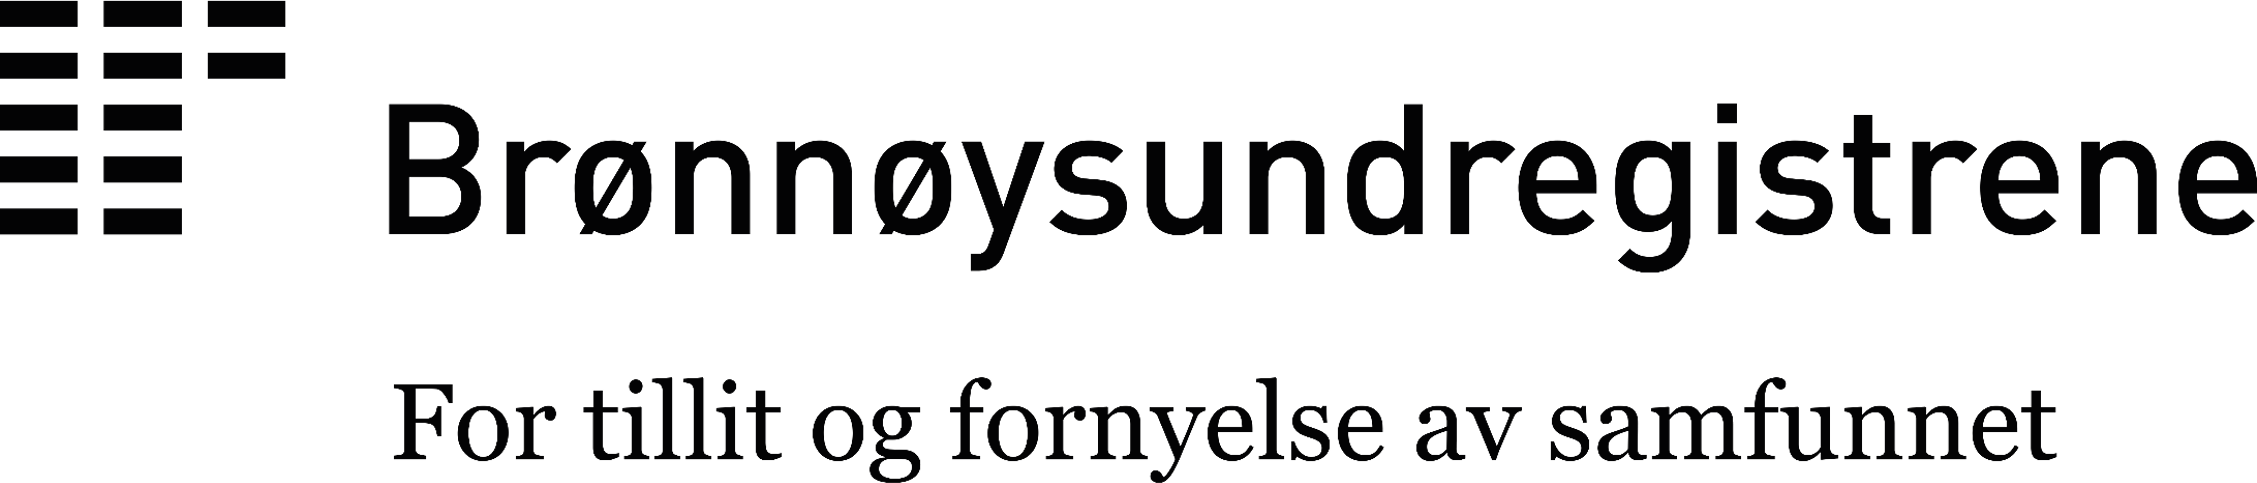 Brønnøysundregistrene
For tillit og fornyelse av samfunnet